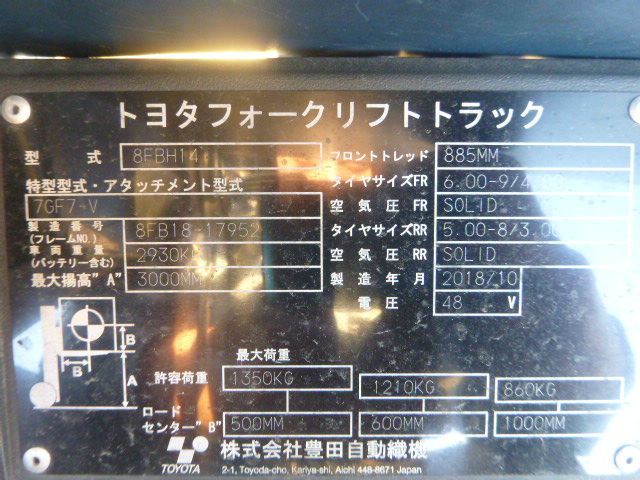 トヨタフォークリフトトラック
型 式 8FBH14 フロントトレッド 885MM
特型型式・アタッチメント型式 タイヤサイズFR 6.00-9/4.00
7GF7-V 空気圧 FR SOLID
製造番号(フレームNO.) 8FB18-17952 タイヤサイズRR 5.00-8/3.00
車両重量(バッテリー含む) 2930KG 空気圧 RR SOLID
最大揚高"A" 3000MM 製造年月 2018/10
電圧 48 V
B
B
A
最大荷重
許容荷重 1350KG 1210KG 860KG
ロードセンター"B" 500MM 600MM 1000MM
TOYOTA 株式会社豊田自動織機
2-1, Toyoda-cho, Kariya-shi, Aichi 448-8671 Japan